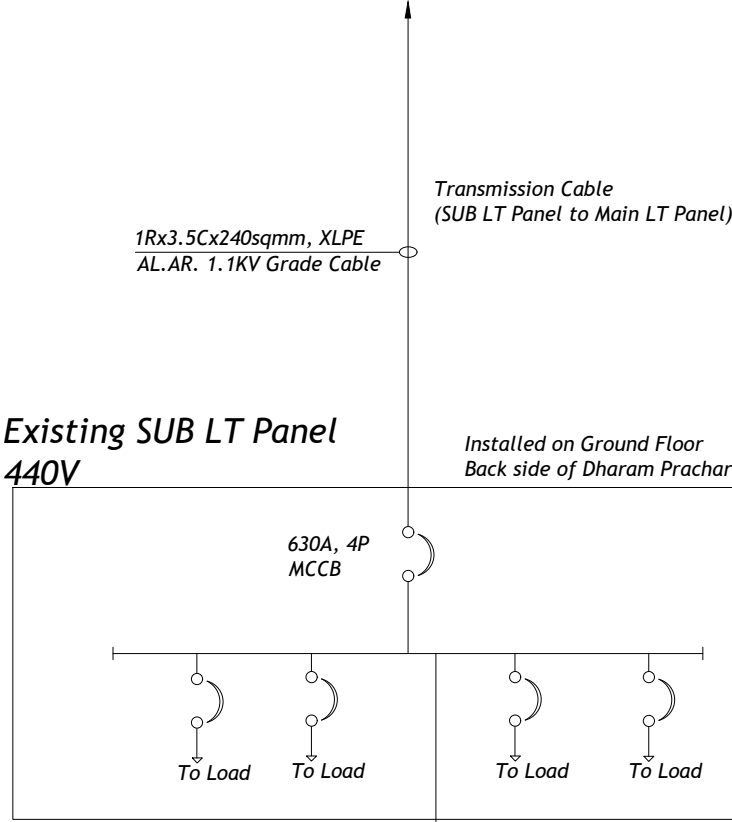 Transmission Cable
(SUB LT Panel to Main LT Panel)
1Rx3.5Cx240sqmm, XLPE
AL.AR. 1.1KV Grade Cable
Existing SUB LT Panel
440V
Installed on Ground Floor
Back side of Dharam Prachar
630A, 4P
MCCB
To Load
To Load
To Load
To Load